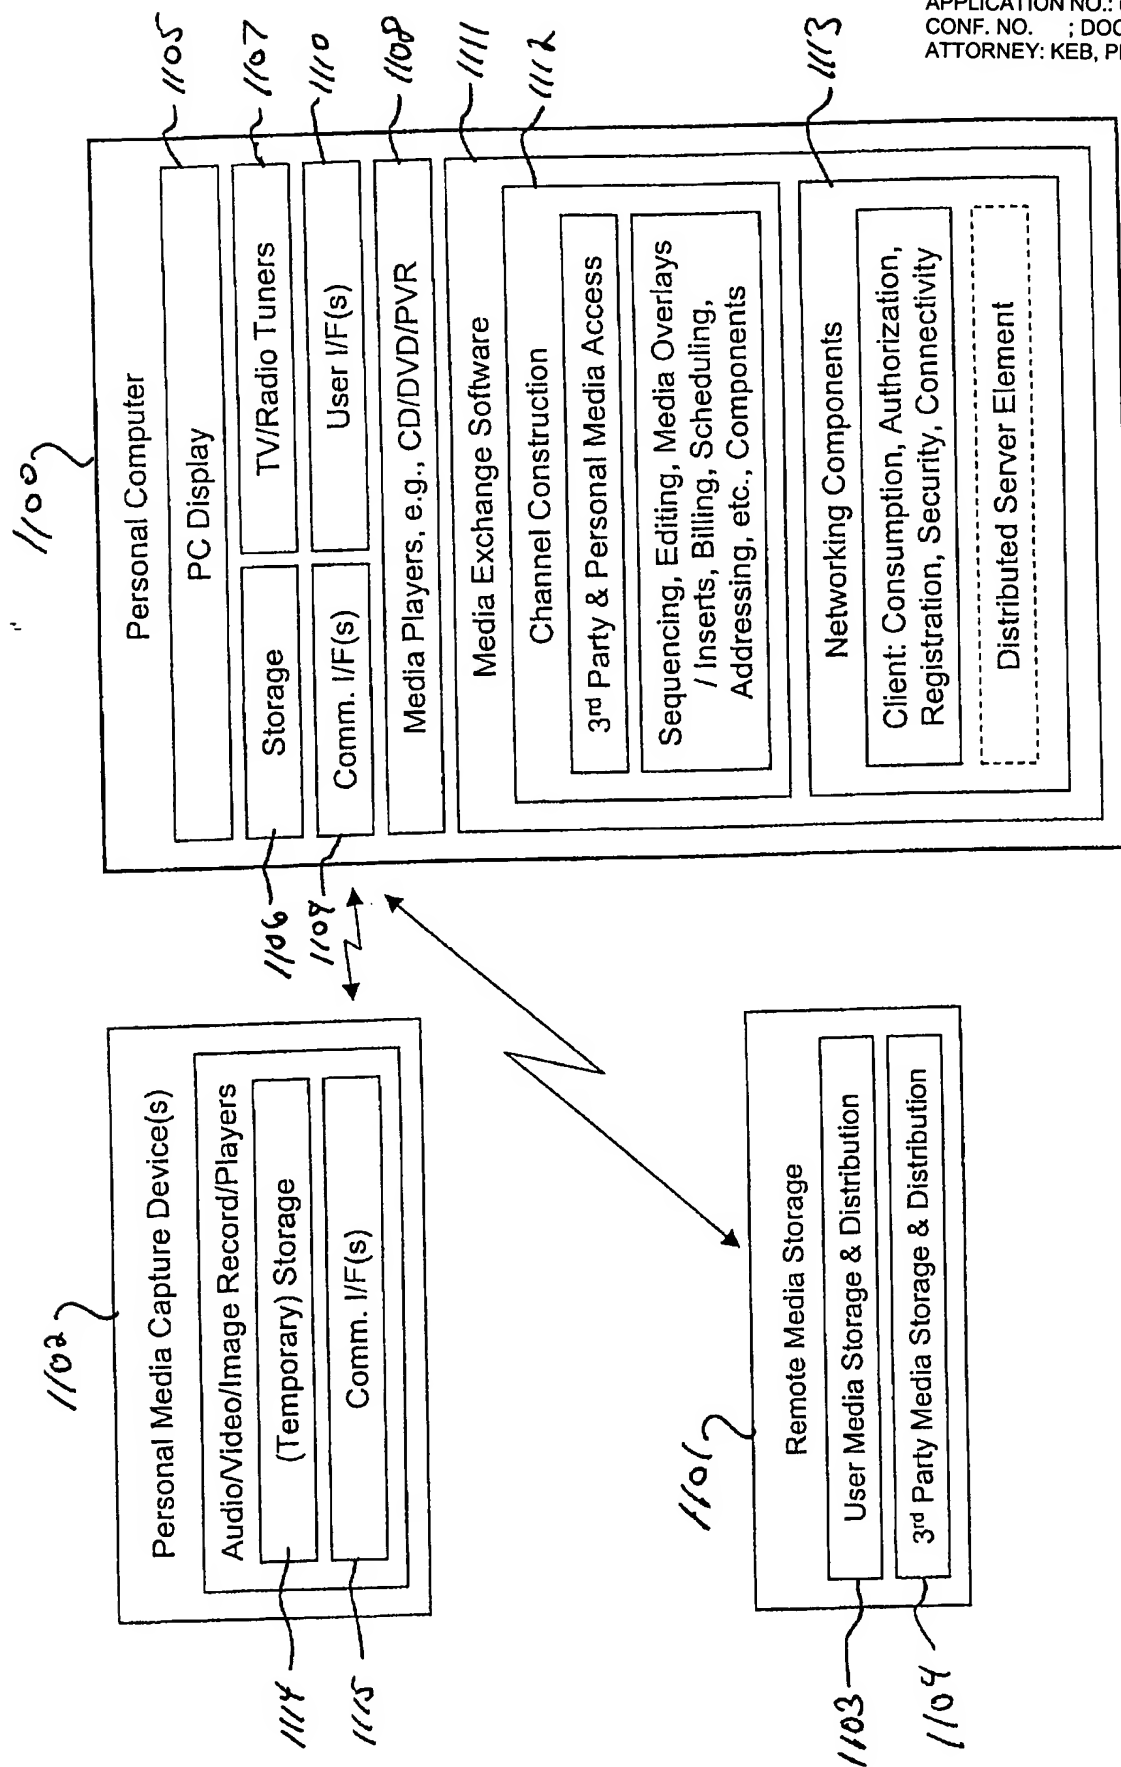 APPLICATION NO.:
CONF. NO. ; DOC
ATTORNEY: KEB,
1100
Personal Computer
PC Display
1105
Storage
TV/Radio Tuners
1106
1107
Comm. I/F(s)
User I/F(s)
1109
1110
Media Players, e.g., CD/DVD/PVR
1108
Media Exchange Software
1111
Channel Construction
1112
3rd Party & Personal Media Access
Sequencing, Editing, Media Overlays
/ Inserts, Billing, Scheduling,
Addressing, etc., Components
Networking Components
1113
Client: Consumption, Authorization,
Registration, Security, Connectivity
Distributed Server Element
1102
Personal Media Capture Device(s)
Audio/Video/Image Record/Players
(Temporary) Storage
1114
Comm. I/F(s)
1115
1101
Remote Media Storage
User Media Storage & Distribution
1103
3rd Party Media Storage & Distribution
1104